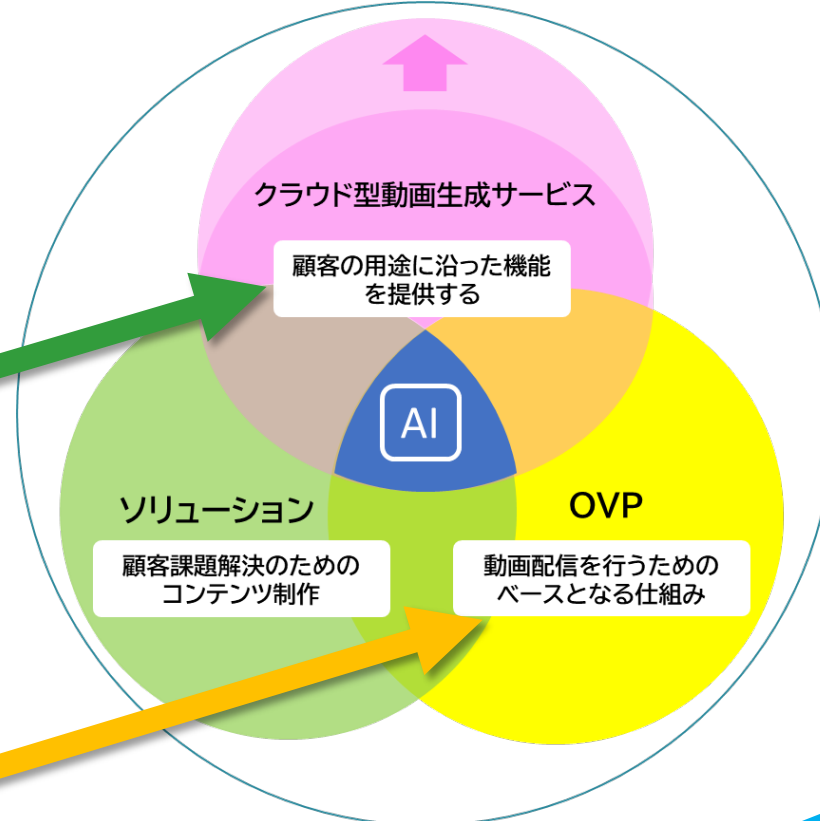 クラウド型動画生成サービス
顧客の用途に沿った機能
を提供する
AI
ソリューション
顧客課題解決のための
コンテンツ制作
OVP
動画配信を行うための
ベースとなる仕組み